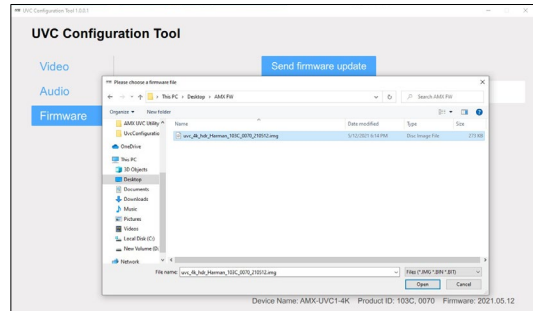 UVC Configuration Tool 1.0.0.1
UVC Configuration Tool
Video
Send firmware update
Audio
Firmware
Please choose a firmware file
This PC > Desktop > AMX FW
Search AMX FW
Organize New folder
AMX UVC Utility
UvcConfiguratio
OneDrive
This PC
3D Objects
Desktop
Documents
Downloads
Music
Pictures
Videos
Local Disk (C:)
New Volume (D:
Network
Name Date modified Type Size
uvc_4k_hdr_Harman_103C_0070_210512.img 5/12/2021 6:14 PM Disc Image File
File name: uvc_4k_hdr_Harman_103C_0070_210512.img Files (*.IMG *.BIN *.BIT)
Open Cancel
Device Name: AMX-UVC1-4K Product ID: 103C, 0070 Firmware: 2021.05.12